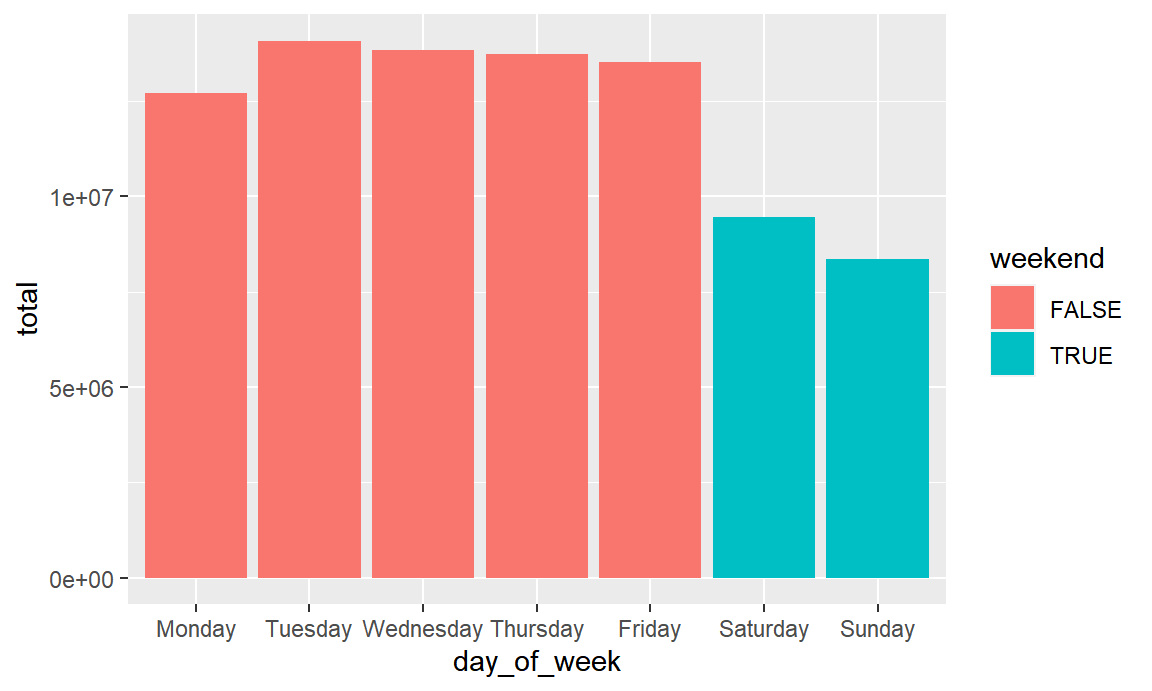 1e+07
5e+06
0e+00
total
Monday Tuesday Wednesday Thursday Friday Saturday Sunday
day_of_week
weekend
FALSE
TRUE